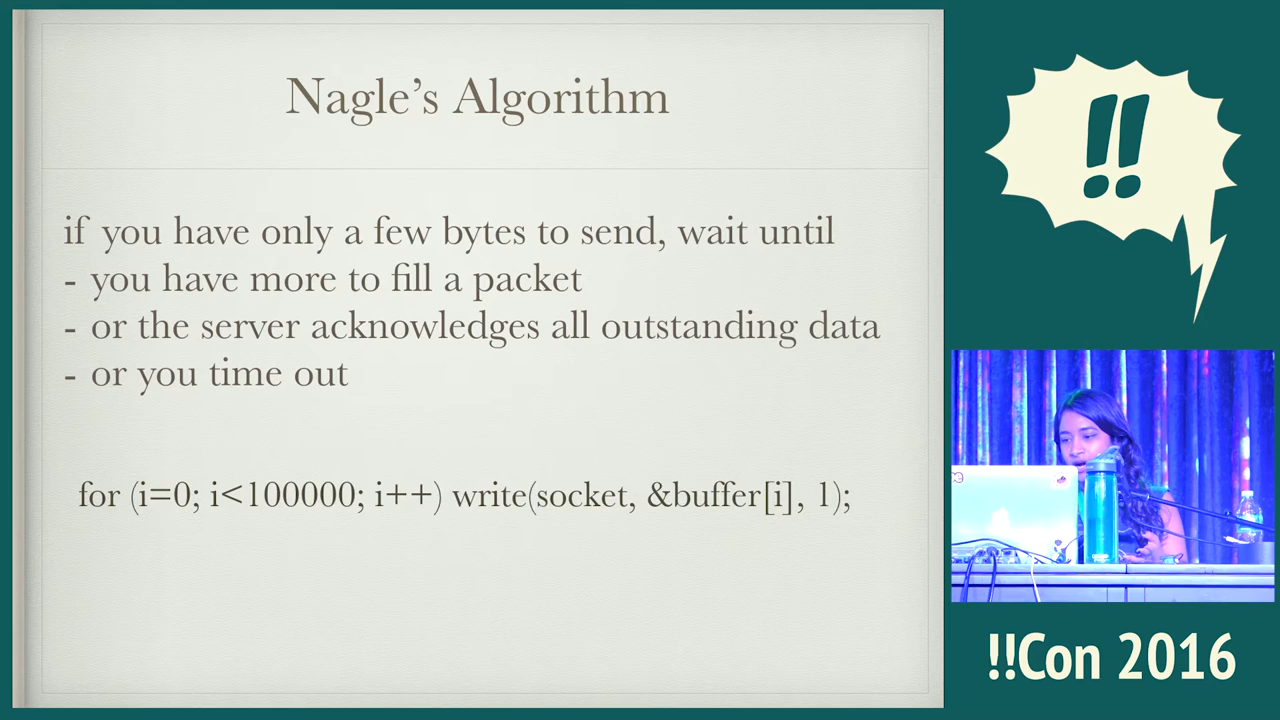 Nagle's Algorithm
if you have only a few bytes to send, wait until
- you have more to fill a packet
- or the server acknowledges all outstanding data
- or you time out
for (i=0; i<100000; i++) write(socket, &buffer[i], 1);
!!
!!Con 2016